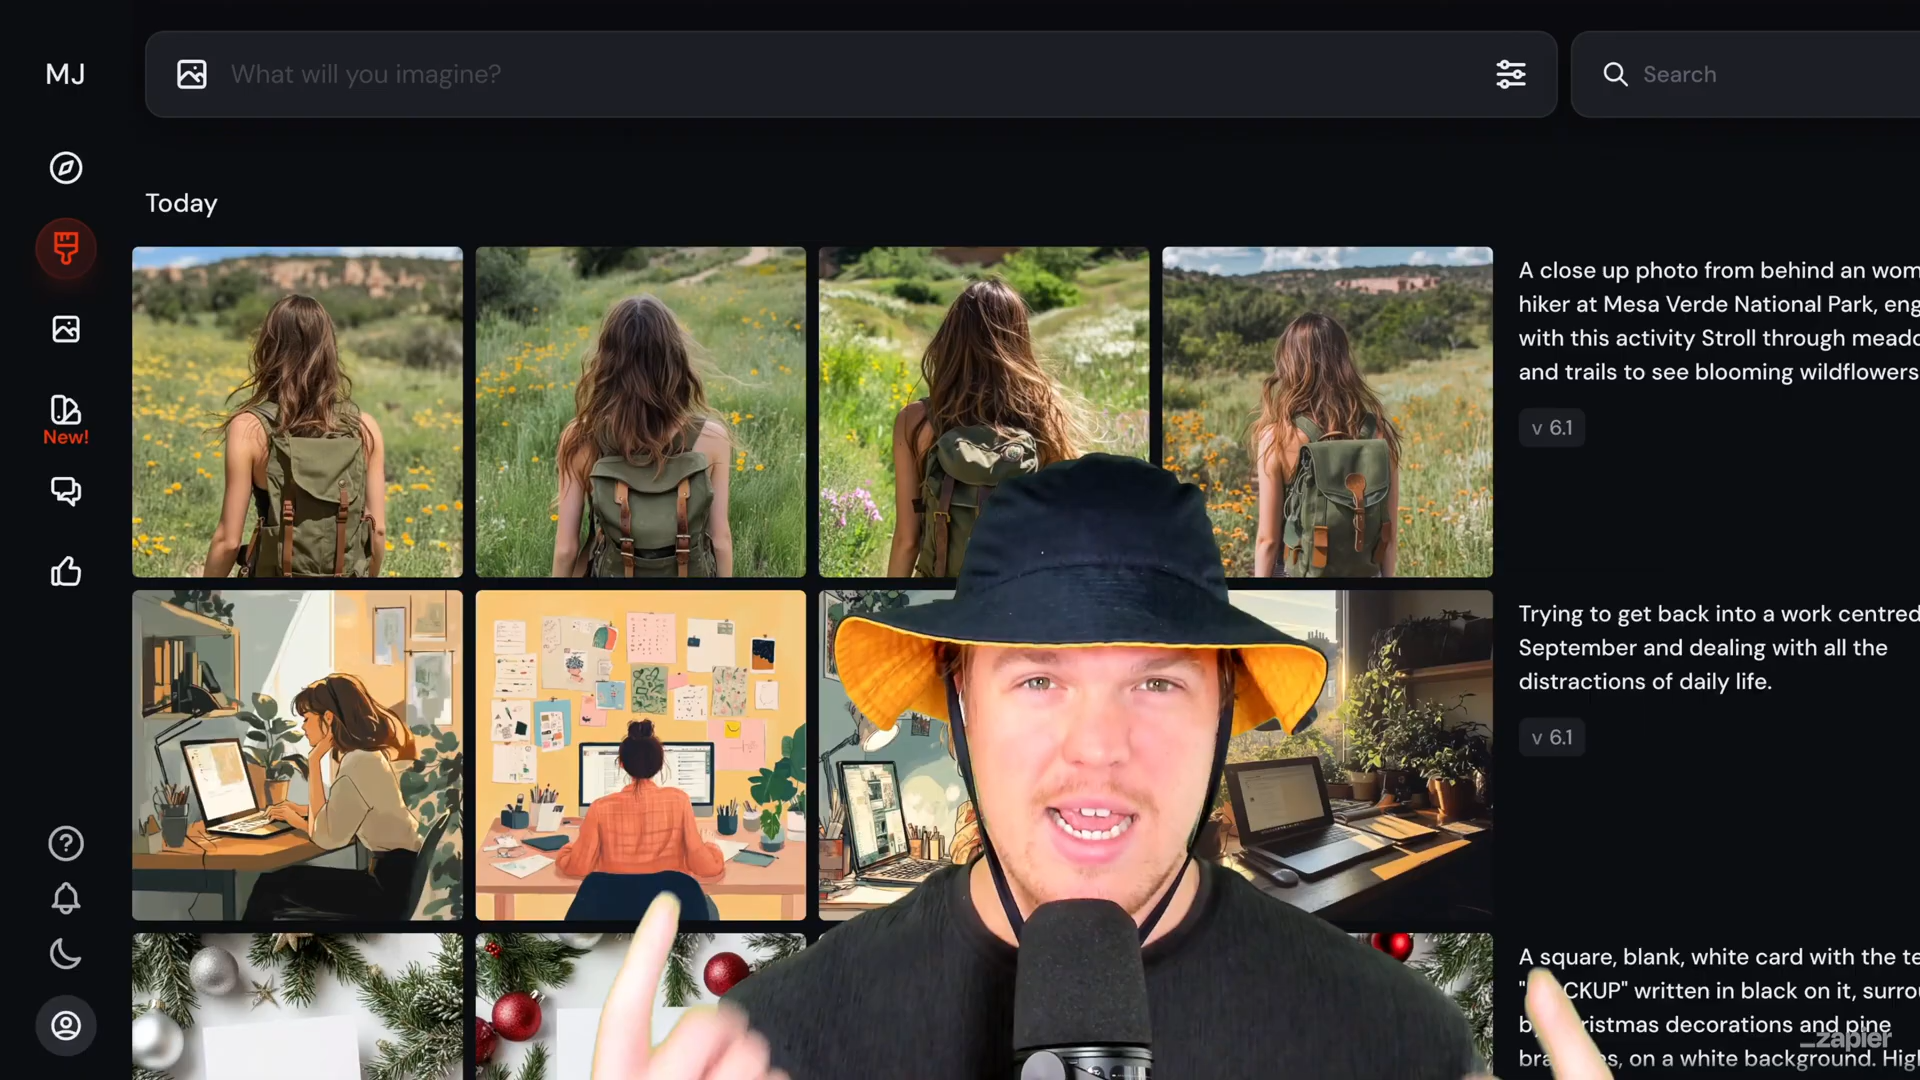 MJ
What will you imagine?
Search
Today
New!
A close up photo from behind an wom
hiker at Mesa Verde National Park, eng
with this activity Stroll through meado
and trails to see blooming wildflowers
v 6.1
Trying to get back into a work centred
September and dealing with all the
distractions of daily life.
v 6.1
A square, blank, white card with the te
CKUP" written in black on it, surrou
ristmas decorations and pine
on a white background. Hig
_zapier